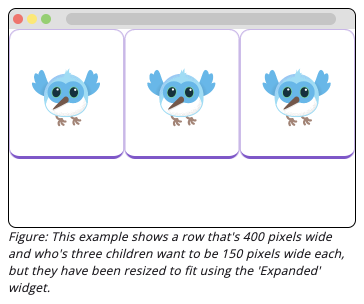 Figure: This example shows a row that's 400 pixels wide
and who's three children want to be 150 pixels wide each,
but they have been resized to fit using the 'Expanded'
widget.